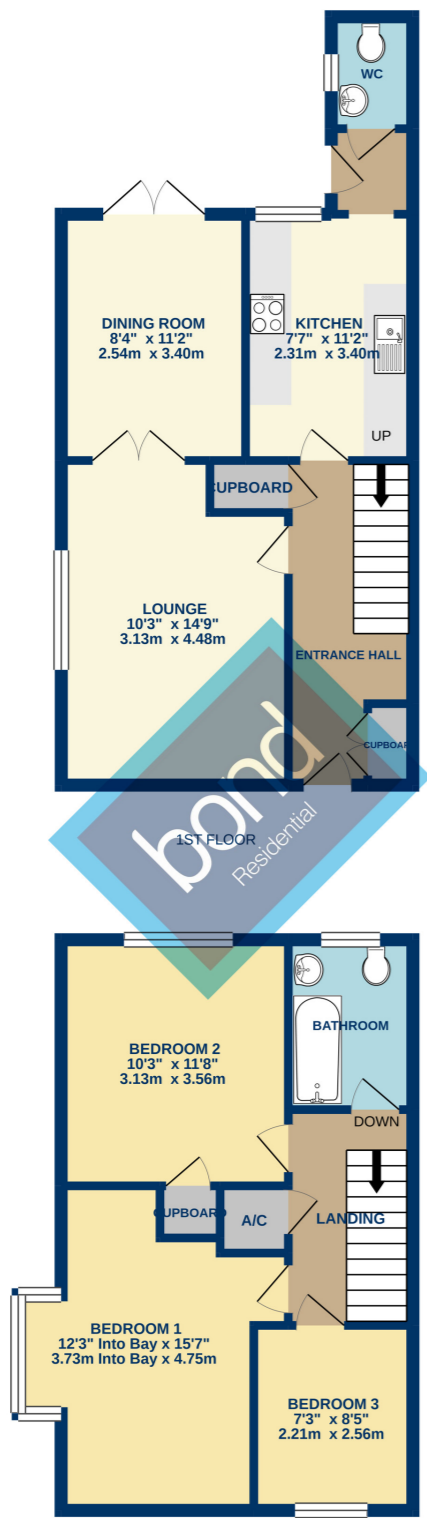 WC
DINING ROOM
8'4" x 11'2"
2.54m x 3.40m
KITCHEN
7'7" x 11'2"
2.31m x 3.40m
UP
CUPBOARD
LOUNGE
10'3" x 14'9"
3.13m x 4.48m
ENTRANCE HALL
CUPBOARD
bond
Residential
1ST FLOOR
BEDROOM 2
10'3" x 11'8"
3.13m x 3.56m
BATHROOM
DOWN
CUPBOARD
A/C
LANDING
BEDROOM 1
12'3" Into Bay x 15'7"
3.73m Into Bay x 4.75m
BEDROOM 3
7'3" x 8'5"
2.21m x 2.56m